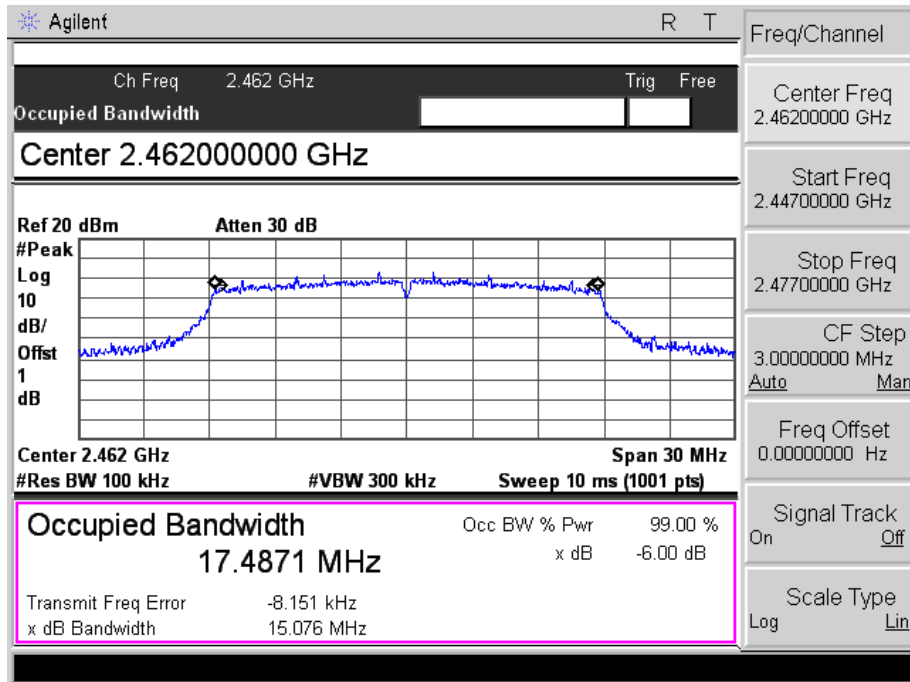 Agilent R T
Freq/Channel
Ch Freq 2.462 GHz Trig Free
Occupied Bandwidth
Center 2.462000000 GHz
Center Freq
2.46200000 GHz
Start Freq
2.44700000 GHz
Stop Freq
2.47700000 GHz
CF Step
3.00000000 MHz
Auto Man
Freq Offset
0.00000000 Hz
Signal Track
On Off
Scale Type
Log Lin
Ref 20 dBm Atten 30 dB
#Peak
Log
10
dB/
Offst
1
dB
Center 2.462 GHz Span 30 MHz
#Res BW 100 kHz #VBW 300 kHz Sweep 10 ms (1001 pts)
Occupied Bandwidth
17.4871 MHz
Occ BW % Pwr 99.00 %
x dB -6.00 dB
Transmit Freq Error -8.151 kHz
x dB Bandwidth 15.076 MHz